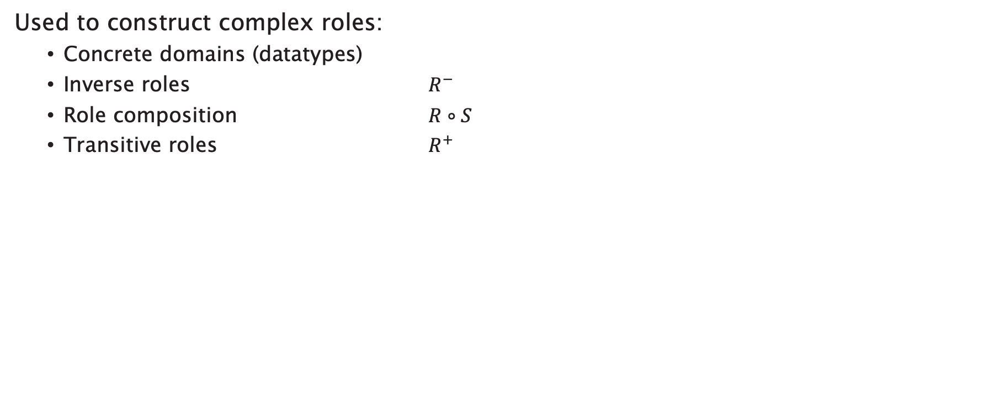 Used to construct complex roles:
• Concrete domains (datatypes)
• Inverse roles R⁻
• Role composition R ∘ S
• Transitive roles R⁺